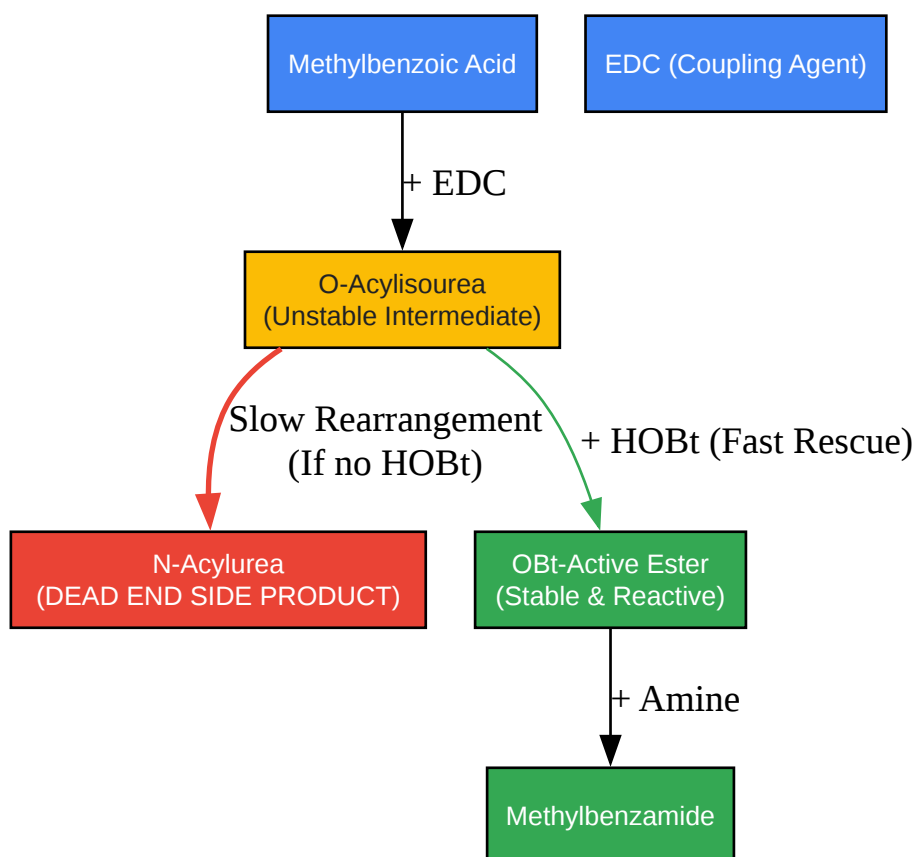 Methylbenzoic Acid
EDC (Coupling Agent)
+ EDC
O-Acylisourea
(Unstable Intermediate)
Slow Rearrangement
(If no HOBt)
+ HOBt (Fast Rescue)
N-Acylurea
(DEAD END SIDE PRODUCT)
OBt-Active Ester
(Stable & Reactive)
+ Amine
Methylbenzamide